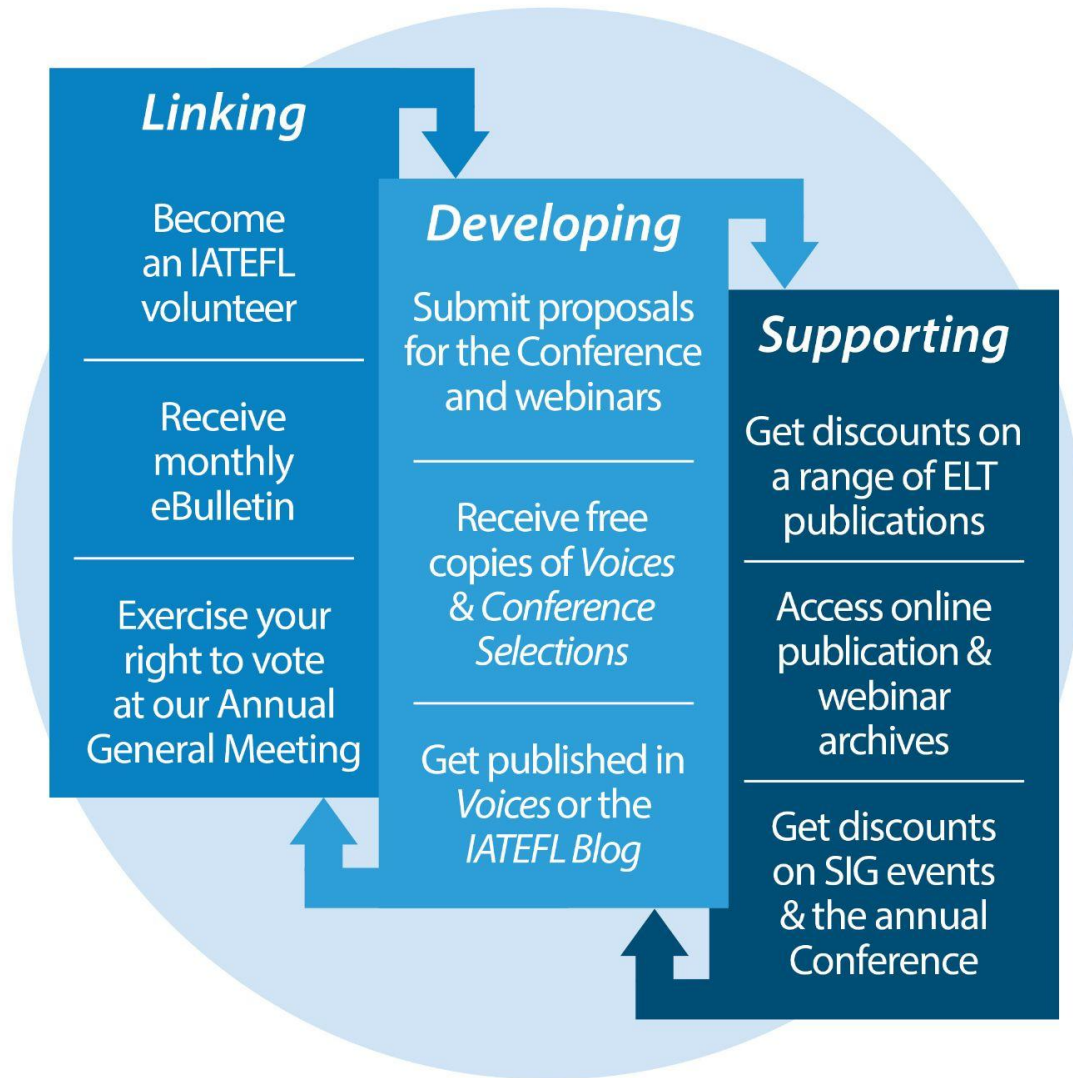 Linking
Become
an IATEFL
volunteer
Receive
monthly
eBulletin
Exercise your
right to vote
at our Annual
General Meeting
Developing
Submit proposals
for the Conference
and webinars
Receive free
copies of Voices
& Conference
Selections
Get published in
Voices or the
IATEFL Blog
Supporting
Get discounts on
a range of ELT
publications
Access online
publication &
webinar
archives
Get discounts
on SIG events
& the annual
Conference